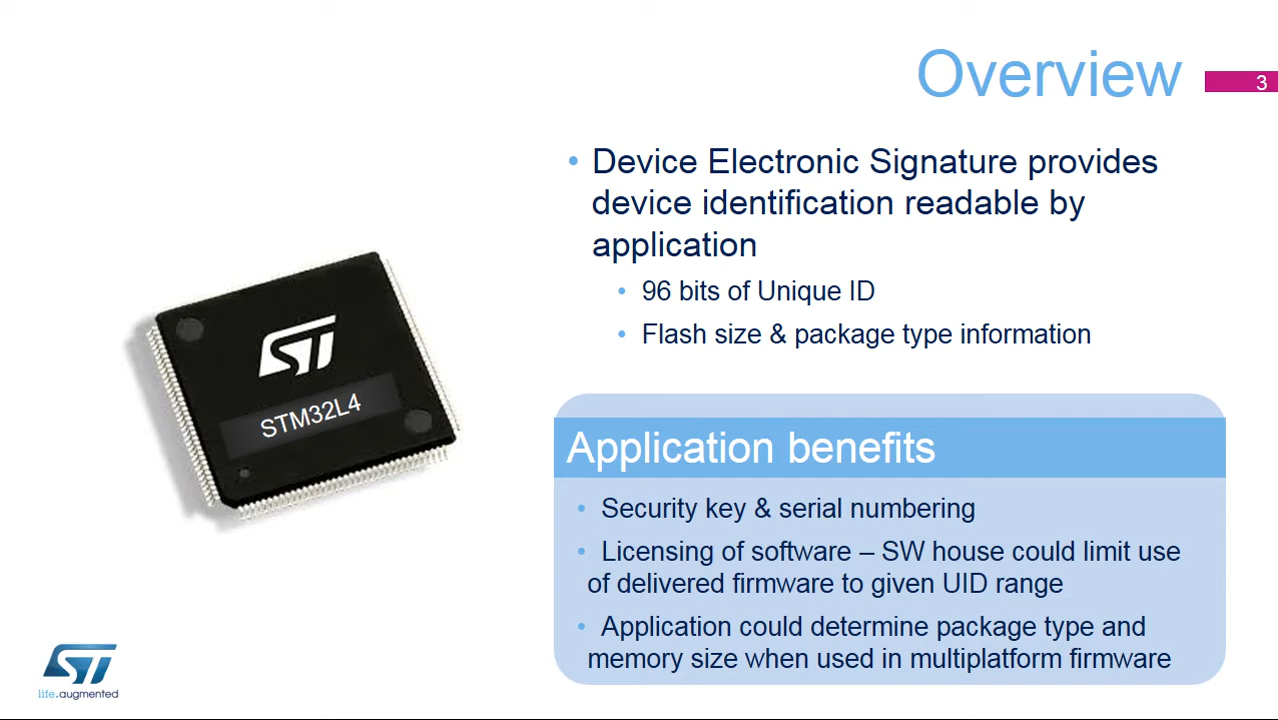 Overview
3
• Device Electronic Signature provides
device identification readable by
application
• 96 bits of Unique ID
• Flash size & package type information
ST
STM32L4
Application benefits
• Security key & serial numbering
• Licensing of software – SW house could limit use
of delivered firmware to given UID range
• Application could determine package type and
memory size when used in multiplatform firmware
ST
life.augmented